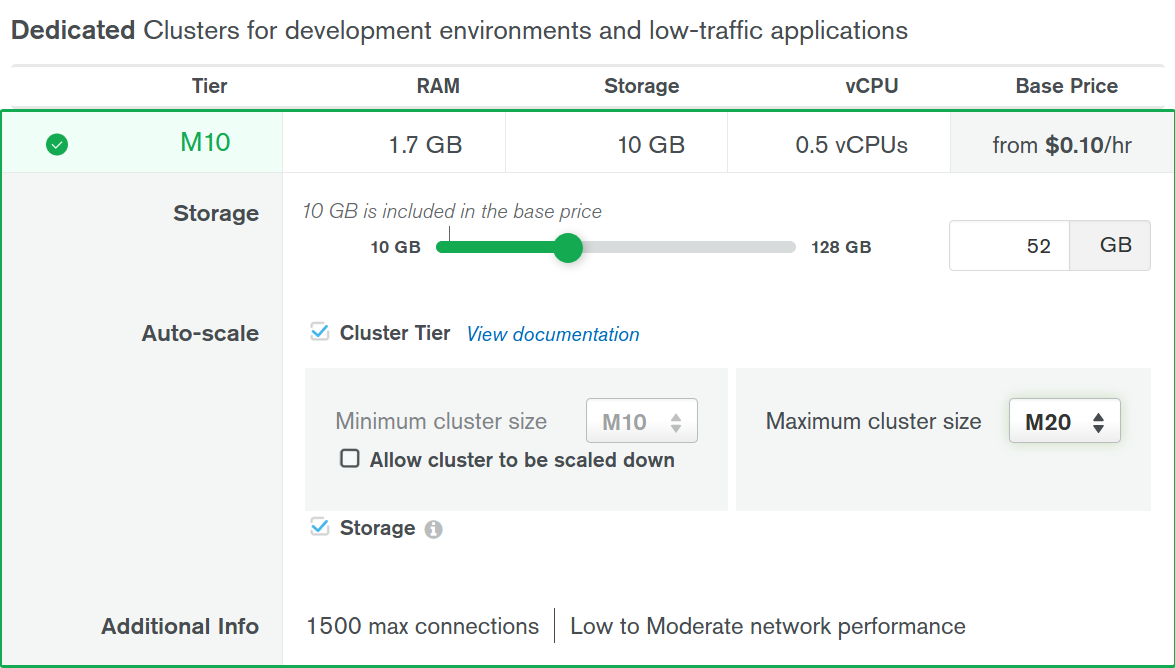 Dedicated Clusters for development environments and low-traffic applications
Tier RAM Storage vCPU Base Price
M10 1.7 GB 10 GB 0.5 vCPUs from $0.10/hr
Storage 10 GB is included in the base price
10 GB 128 GB 52 GB
Auto-scale Cluster Tier View documentation
Minimum cluster size M10 Maximum cluster size M20
Allow cluster to be scaled down
Storage
Additional Info 1500 max connections Low to Moderate network performance